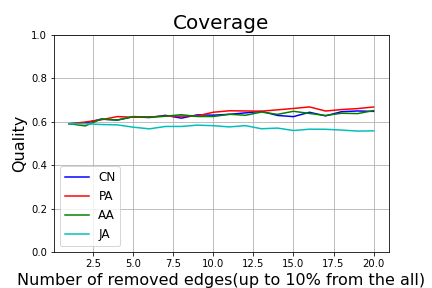 Coverage
1.0
0.8
0.6
0.4
0.2
0.0
Quality
CN
PA
AA
JA
2.5 5.0 7.5 10.0 12.5 15.0 17.5 20.0
Number of removed edges(up to 10% from the all)